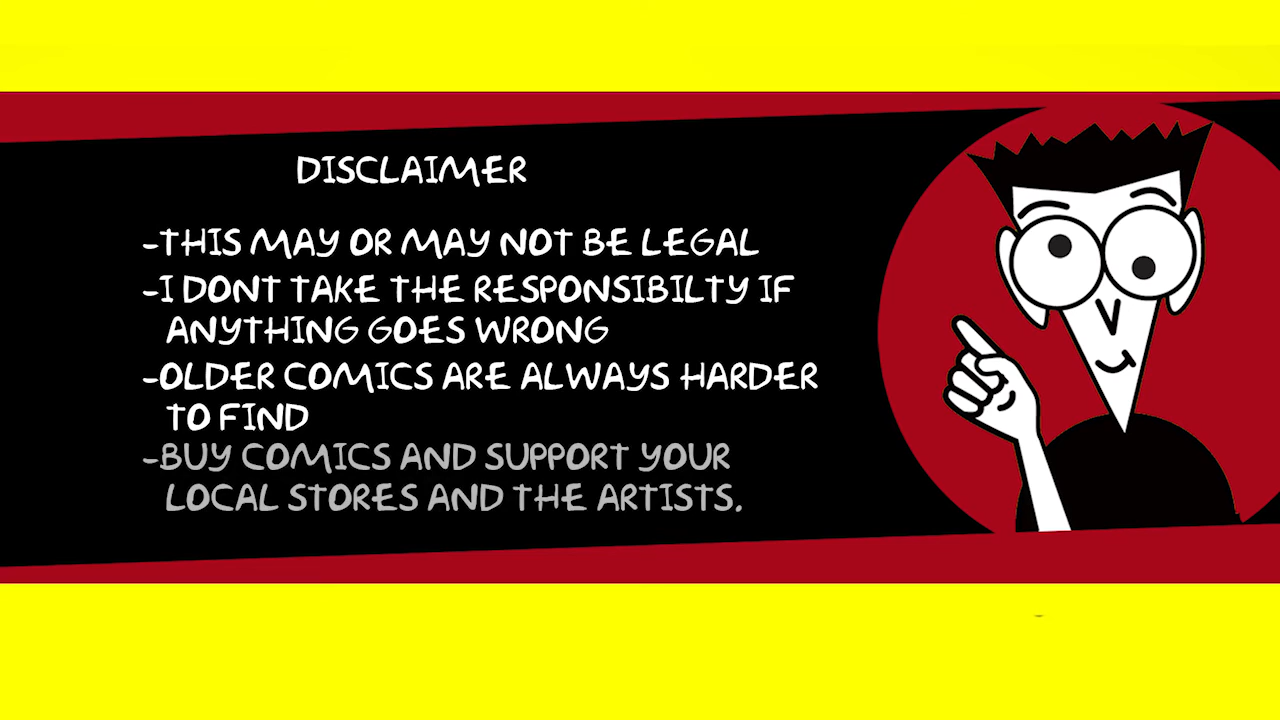 DISCLAIMER
-THIS MAY OR MAY NOT BE LEGAL
-I DONT TAKE THE RESPONSIBILTY IF
ANYTHING GOES WRONG
-OLDER COMICS ARE ALWAYS HARDER
TO FIND
-BUY COMICS AND SUPPORT YOUR
LOCAL STORES AND THE ARTISTS.